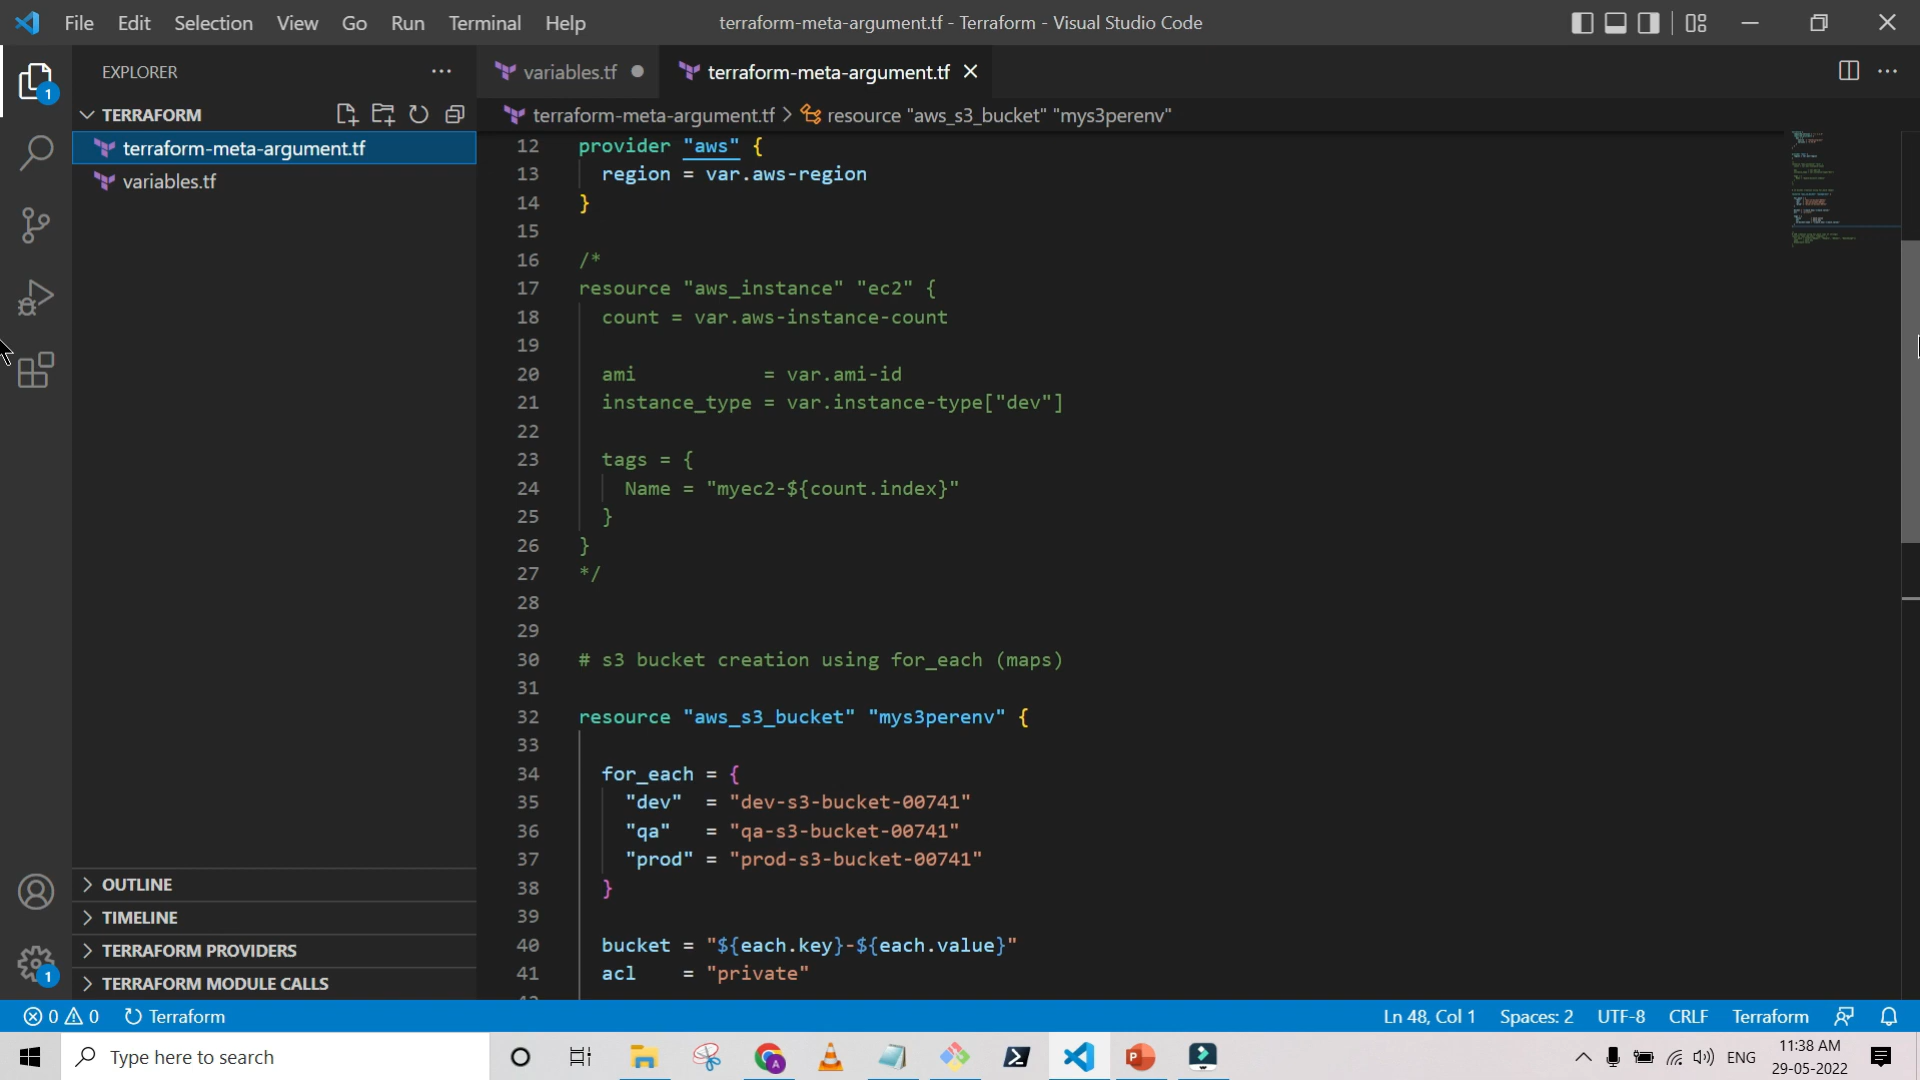 File Edit Selection View Go Run Terminal Help
terraform-meta-argument.tf - Terraform - Visual Studio Code
EXPLORER
1
TERRAFORM
terraform-meta-argument.tf
variables.tf
OUTLINE
TIMELINE
TERRAFORM PROVIDERS
TERRAFORM MODULE CALLS
1
variables.tf
terraform-meta-argument.tf
terraform-meta-argument.tf > resource "aws_s3_bucket" "mys3perenv"
12 provider "aws" {
13 region = var.aws-region
14 }
15
16 /*
17 resource "aws_instance" "ec2" {
18 count = var.aws-instance-count
19
20 ami = var.ami-id
21 instance_type = var.instance-type["dev"]
22
23 tags = {
24 Name = "myec2-${count.index}"
25 }
26 }
27 */
28
29
30 # s3 bucket creation using for_each (maps)
31
32 resource "aws_s3_bucket" "mys3perenv" {
33
34 for_each = {
35 "dev" = "dev-s3-bucket-00741"
36 "qa" = "qa-s3-bucket-00741"
37 "prod" = "prod-s3-bucket-00741"
38 }
39
40 bucket = "${each.key}-${each.value}"
41 acl = "private"
0 0 Terraform
Ln 48, Col 1 Spaces: 2 UTF-8 CRLF Terraform
Type here to search
A
P
ENG
11:38 AM
29-05-2022